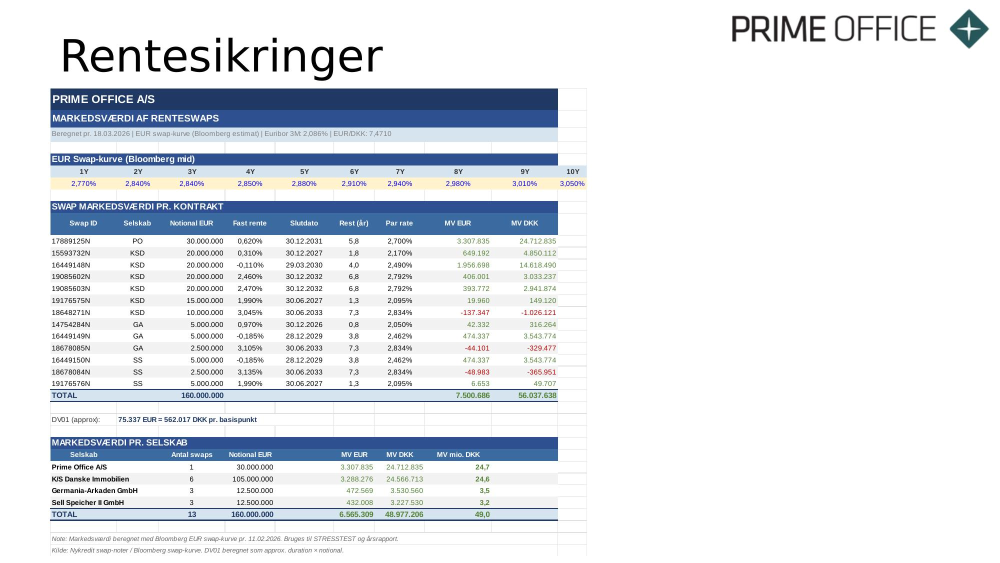 PRIME OFFICE
Rentesikringer
PRIME OFFICE A/S
MARKEDSVÆRDI AF RENTESWAPS
Beregnet pr. 18.03.2026 | EUR swap-kurve (Bloomberg estimat) | Euribor 3M: 2,086% | EUR/DKK: 7,4710
EUR Swap-kurve (Bloomberg mid)
1Y 2Y 3Y 4Y 5Y 6Y 7Y 8Y 9Y 10Y
2,770% 2,840% 2,840% 2,850% 2,880% 2,910% 2,940% 2,980% 3,010% 3,050%
SWAP MARKEDSVÆRDI PR. KONTRAKT
Swap ID Selskab Notional EUR Fast rente Slutdato Rest (år) Par rate MV EUR MV DKK
17889125N PO 30.000.000 0,620% 30.12.2031 5,8 2,700% 3.307.835 24.712.835
15593732N KSD 20.000.000 0,310% 30.12.2027 1,8 2,170% 649.192 4.850.112
16449148N KSD 20.000.000 -0,110% 29.03.2030 4,0 2,490% 1.956.698 14.618.490
19085602N KSD 20.000.000 2,460% 30.12.2032 6,8 2,792% 406.001 3.033.237
19085603N KSD 20.000.000 2,470% 30.12.2032 6,8 2,792% 393.772 2.941.874
19176575N KSD 15.000.000 1,990% 30.06.2027 1,3 2,095% 19.960 149.120
18648271N KSD 10.000.000 3,045% 30.06.2033 7,3 2,834% -137.347 -1.026.121
14754284N GA 5.000.000 0,970% 30.12.2026 0,8 2,050% 42.332 316.264
16449149N GA 5.000.000 -0,185% 28.12.2029 3,8 2,462% 474.337 3.543.774
18678085N GA 2.500.000 3,105% 30.06.2033 7,3 2,834% -44.101 -329.477
16449150N SS 5.000.000 -0,185% 28.12.2029 3,8 2,462% 474.337 3.543.774
18678084N SS 2.500.000 3,135% 30.06.2033 7,3 2,834% -48.983 -365.951
19176576N SS 5.000.000 1,990% 30.06.2027 1,3 2,095% 6.653 49.707
TOTAL 160.000.000 7.500.686 56.037.638
DV01 (approx): 75.337 EUR = 562.017 DKK pr. basispunkt
MARKEDSVÆRDI PR. SELSKAB
Selskab Antal swaps Notional EUR MV EUR MV DKK MV mio. DKK
Prime Office A/S 1 30.000.000 3.307.835 24.712.835 24,7
K/S Danske Immobilien 6 105.000.000 3.288.276 24.566.713 24,6
Germania-Arkaden GmbH 3 12.500.000 472.569 3.530.560 3,5
Sell Speicher II GmbH 3 12.500.000 432.008 3.227.530 3,2
TOTAL 13 160.000.000 6.565.309 48.977.206 49,0
Note: Markedsværdi beregnet med Bloomberg EUR swap-kurve pr. 11.02.2026. Bruges til STRESSTEST og årsrapport.
Kilde: Nykredit swap-noter / Bloomberg swap-kurve. DV01 beregnet som approx. duration × notional.